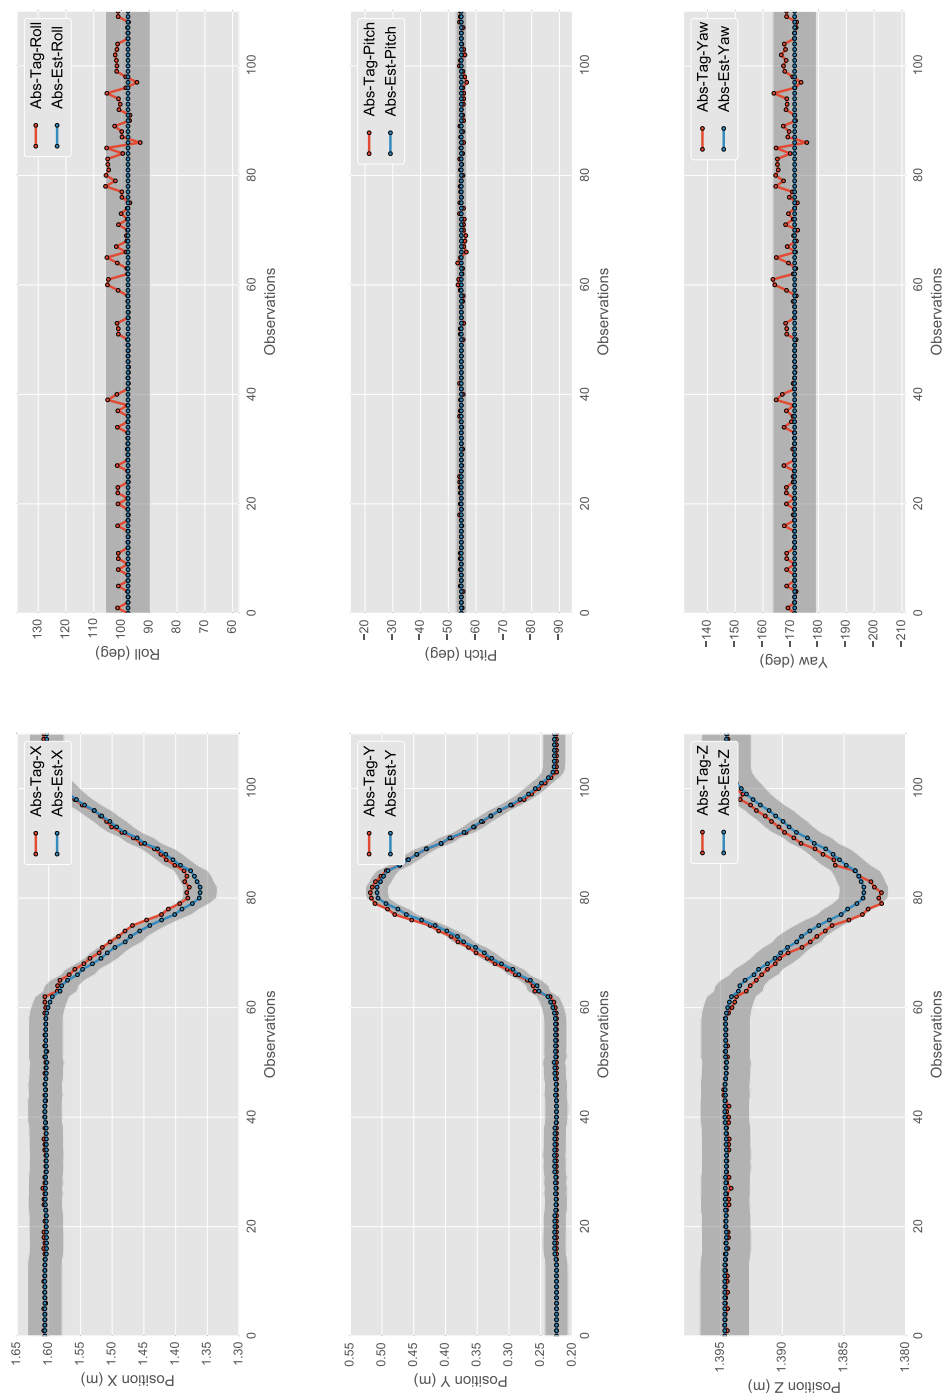 Position X (m)
1.65
1.60
1.55
1.50
1.45
1.40
1.35
1.30
Abs-Tag-X
Abs-Est-X
0 20 40 60 80 100
Observations
Roll (deg)
130
120
110
100
90
80
70
60
Abs-Tag-Roll
Abs-Est-Roll
0 20 40 60 80 100
Observations
Position Y (m)
0.55
0.50
0.45
0.40
0.35
0.30
0.25
0.20
Abs-Tag-Y
Abs-Est-Y
0 20 40 60 80 100
Observations
Pitch (deg)
−20
−30
−40
−50
−60
−70
−80
−90
Abs-Tag-Pitch
Abs-Est-Pitch
0 20 40 60 80 100
Observations
Position Z (m)
1.395
1.390
1.385
1.380
Abs-Tag-Z
Abs-Est-Z
0 20 40 60 80 100
Observations
Yaw (deg)
−140
−150
−160
−170
−180
−190
−200
−210
Abs-Tag-Yaw
Abs-Est-Yaw
0 20 40 60 80 100
Observations